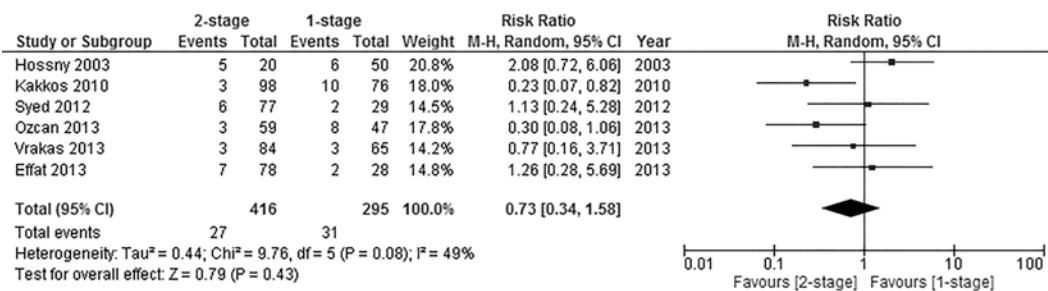 2-stage 1-stage Risk Ratio Risk Ratio
Study or Subgroup Events Total Events Total Weight M-H, Random, 95% CI Year M-H, Random, 95% CI
Hossny 2003 5 20 6 50 20.8% 2.08 [0.72, 6.06] 2003
Kakkos 2010 3 98 10 76 18.0% 0.23 [0.07, 0.82] 2010
Syed 2012 6 77 2 29 14.5% 1.13 [0.24, 5.28] 2012
Ozcan 2013 3 59 8 47 17.8% 0.30 [0.08, 1.06] 2013
Vrakas 2013 3 84 3 65 14.2% 0.77 [0.16, 3.71] 2013
Effat 2013 7 78 2 28 14.8% 1.26 [0.28, 5.69] 2013
Total (95% CI) 416 295 100.0% 0.73 [0.34, 1.58]
Total events 27 31
Heterogeneity: Tau² = 0.44; Chi² = 9.76, df = 5 (P = 0.08); I² = 49%
Test for overall effect: Z = 0.79 (P = 0.43)
0.01 0.1 1 10 100
Favours [2-stage] Favours [1-stage]